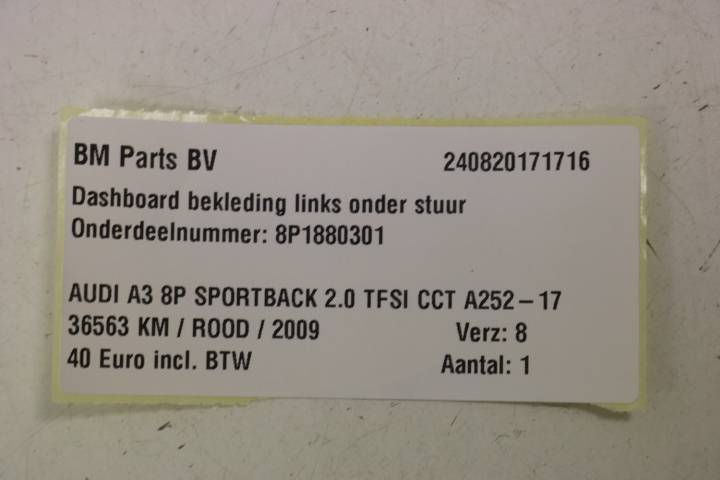 BM Parts BV 240820171716
Dashboard bekleding links onder stuur
Onderdeelnummer: 8P1880301
AUDI A3 8P SPORTBACK 2.0 TFSI CCT A252-17
36563 KM / ROOD / 2009 Verz: 8
40 Euro incl. BTW Aantal: 1